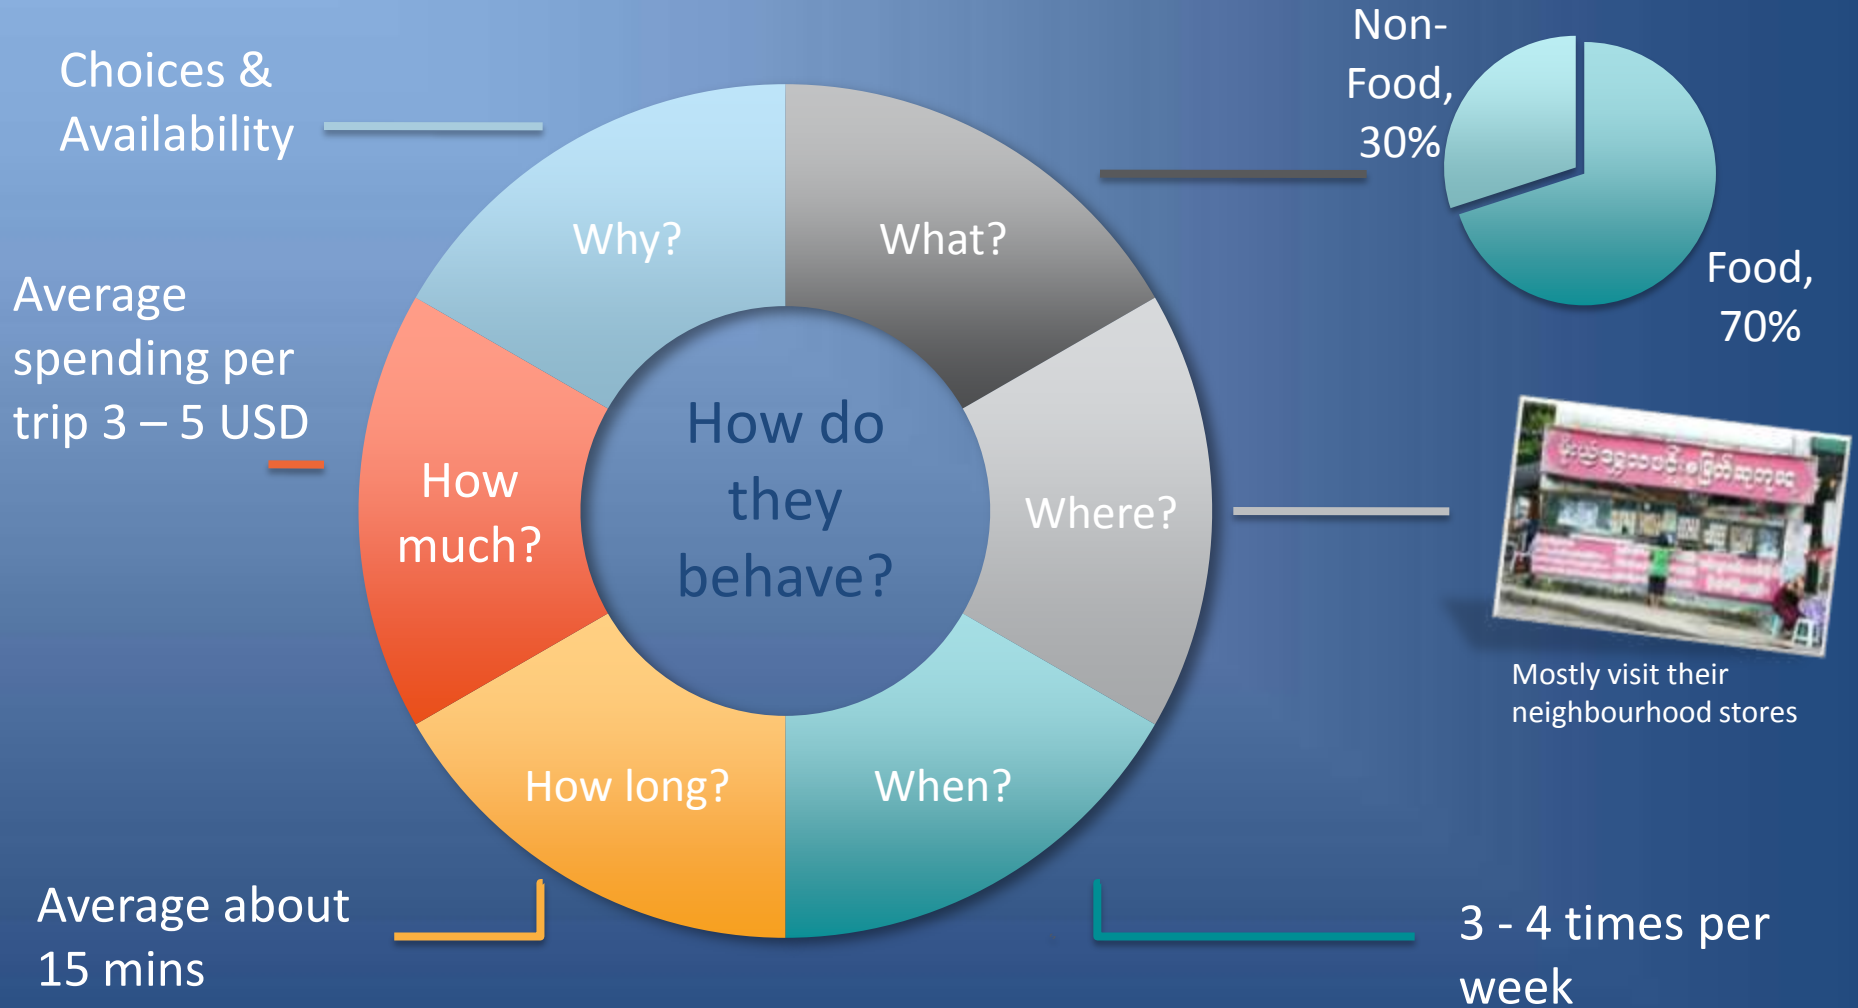 Choices &
Availability
Average
spending per
trip 3 – 5 USD
Average about
15 mins
Why?
What?
How
much?
Where?
How long?
When?
How do
they
behave?
Non-
Food,
30%
Food,
70%
Mostly visit their
neighbourhood stores
3 - 4 times per
week